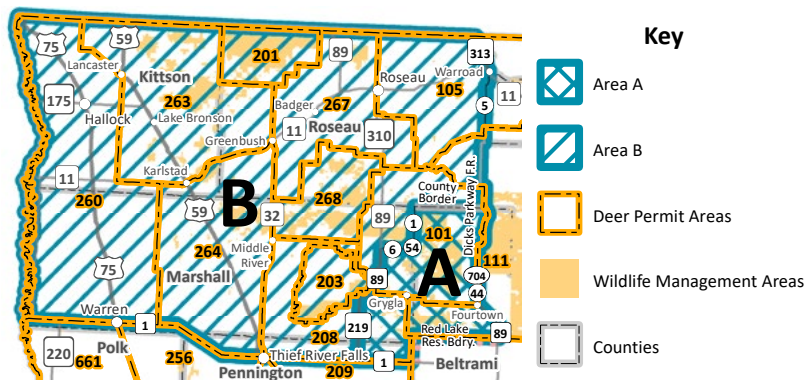 75
59
201
89
313
Lancaster
Kittson
Roseau
Warroad
263
105
11
175
Badger
267
5
Hallock
Lake Bronson
11
Roseau
310
Greenbush
Karlstad
11
County
Border
Dicks Parkway F.R.
260
B
268
59
32
89
1
101
264
Middle
River
6
54
A
111
75
Marshall
203
89
704
Grygla
44
Warren
Fourtown
1
208
219
Red Lake
Res. Bdry.
89
Polk
Thief River Falls
1
Beltrami
220
661
256
Pennington
209
Key
Area A
Area B
Deer Permit Areas
Wildlife Management Areas
Counties